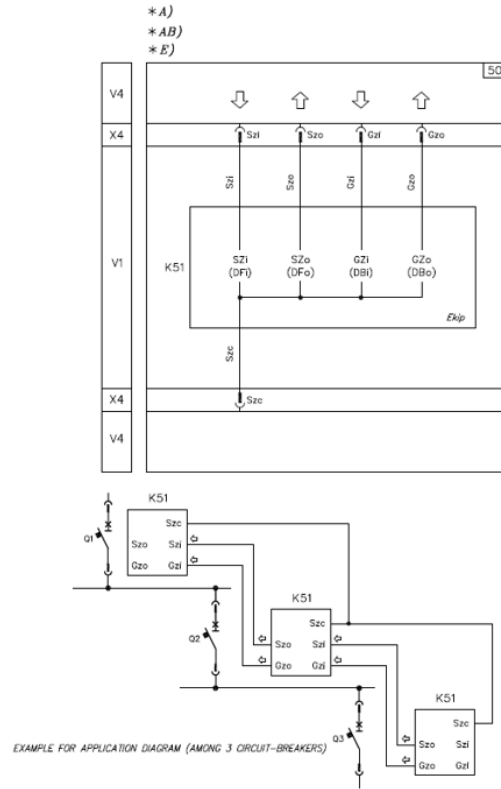 *A)
*AB)
*E)
50
V4
X4 Szi Szo Gzi Gzo
Szi Szo Gzi Gzo
V1 K51 SZi SZo GZi GZo
(DFi) (DFo) (DBi) (DBo)
Ekip
Szc
X4 Szc
V4
K51
Szc
Q1 Szo Szi
Gzo Gzi
K51
Szc
Q2 Szo Szi
Gzo Gzi
K51
Szc
EXAMPLE FOR APPLICATION DIAGRAM (AMONG 3 CIRCUIT-BREAKERS) Q3 Szo Szi
Gzo Gzi